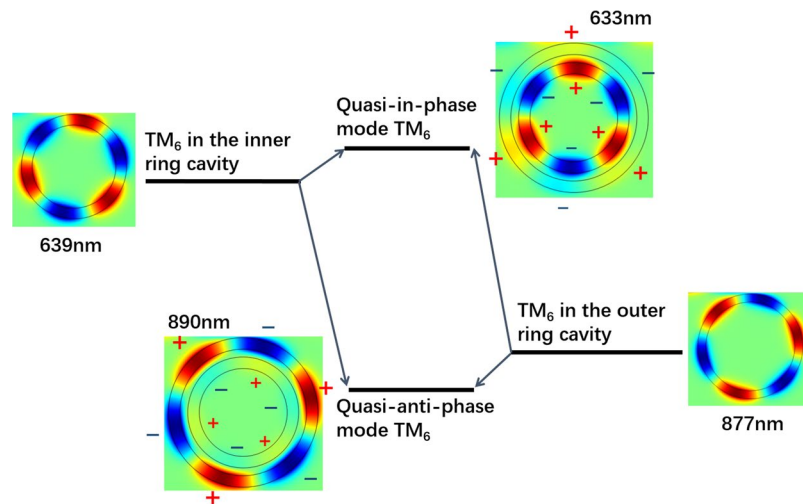 633nm
+
−
−
+
−
−
+
+
+
−
+
−
Quasi-in-phase
mode TM₆
TM₆ in the inner
ring cavity
639nm
890nm
−
+
+
−
−
+
+
−
+
−
−
+
Quasi-anti-phase
mode TM₆
TM₆ in the outer
ring cavity
877nm